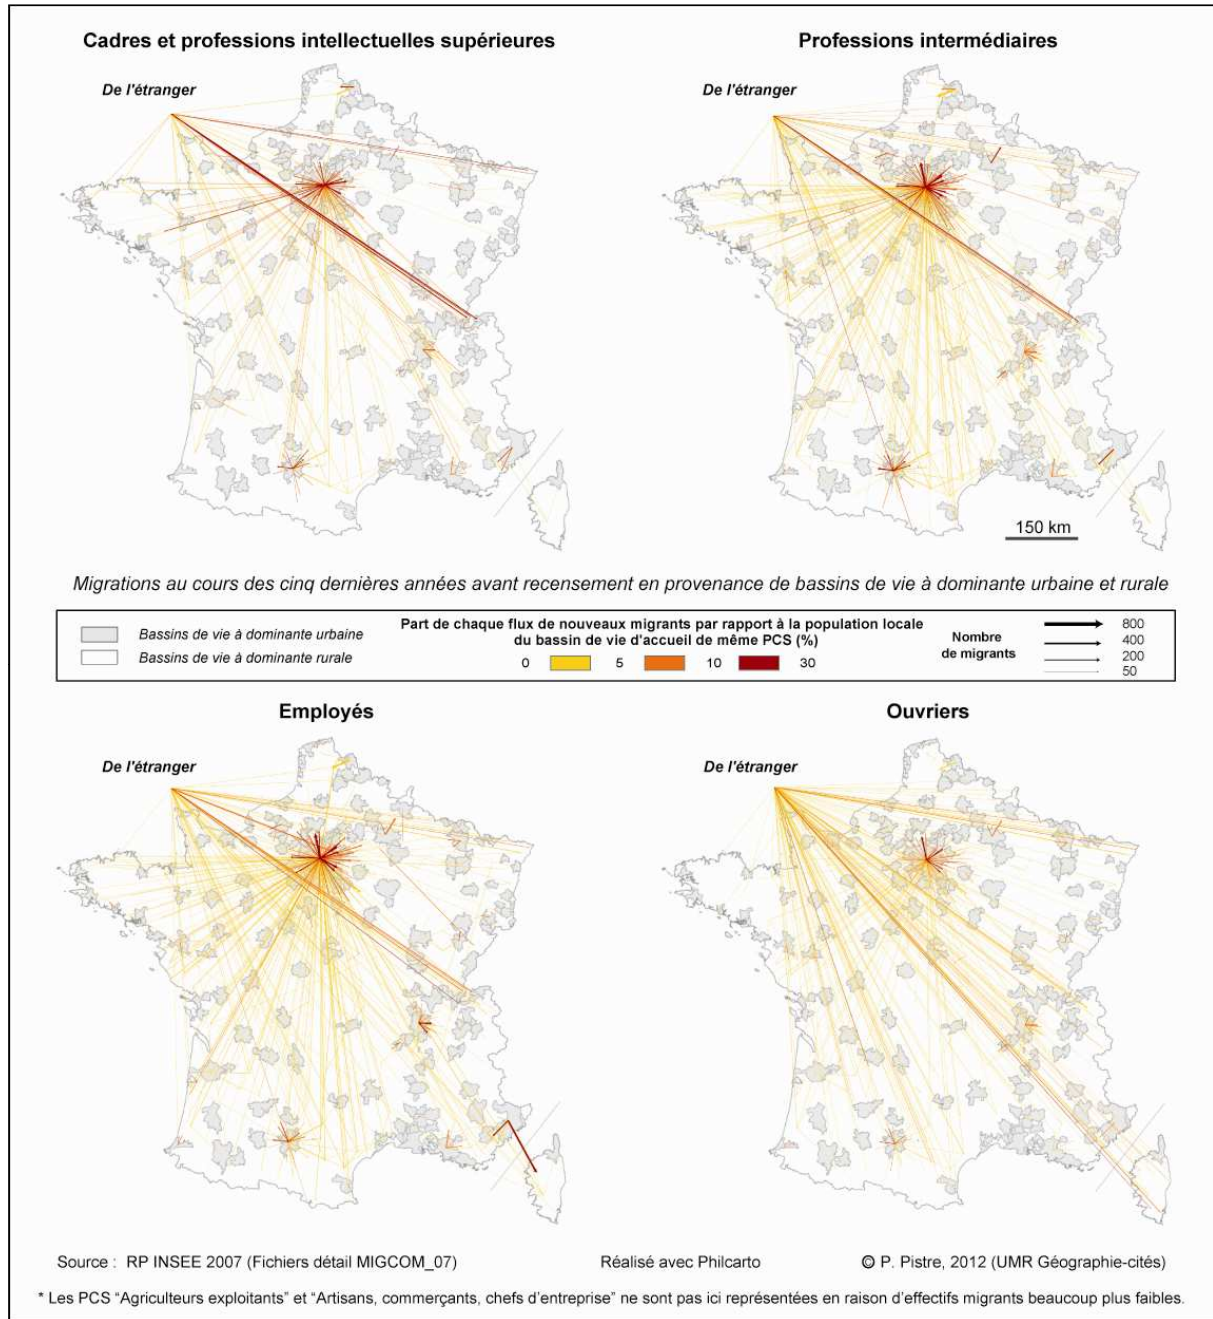 Cadres et professions intellectuelles supérieures
Professions intermédiaires
De l'étranger
De l'étranger
150 km
Migrations au cours des cinq dernières années avant recensement en provenance de bassins de vie à dominante urbaine et rurale
Bassins de vie à dominante urbaine
Bassins de vie à dominante rurale
Part de chaque flux de nouveaux migrants par rapport à la population locale
du bassin de vie d'accueil de même PCS (%)
0 5 10 30
Nombre
de migrants
800
400
200
50
Employés
Ouvriers
De l'étranger
De l'étranger
Source : RP INSEE 2007 (Fichiers détail MIGCOM_07)
Réalisé avec Philcarto
© P. Pistre, 2012 (UMR Géographie-cités)
* Les PCS “Agriculteurs exploitants” et “Artisans, commerçants, chefs d’entreprise” ne sont pas ici représentées en raison d’effectifs migrants beaucoup plus faibles.